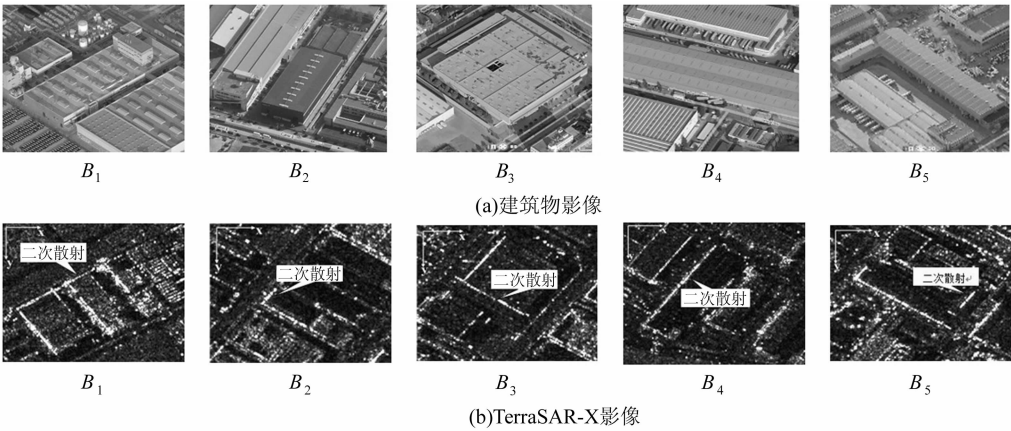 B1 B2 B3 B4 B5
(a)建筑物影像
二次散射 二次散射 二次散射 二次散射 二次散射
B1 B2 B3 B4 B5
(b)TerraSAR-X影像